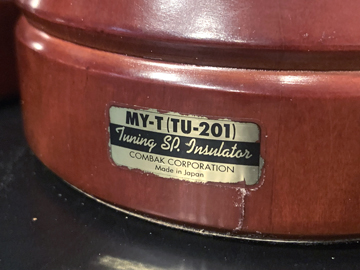 MY-T (TU-201)
Tuning SP. Insulator
COMBAK CORPORATION
Made in Japan